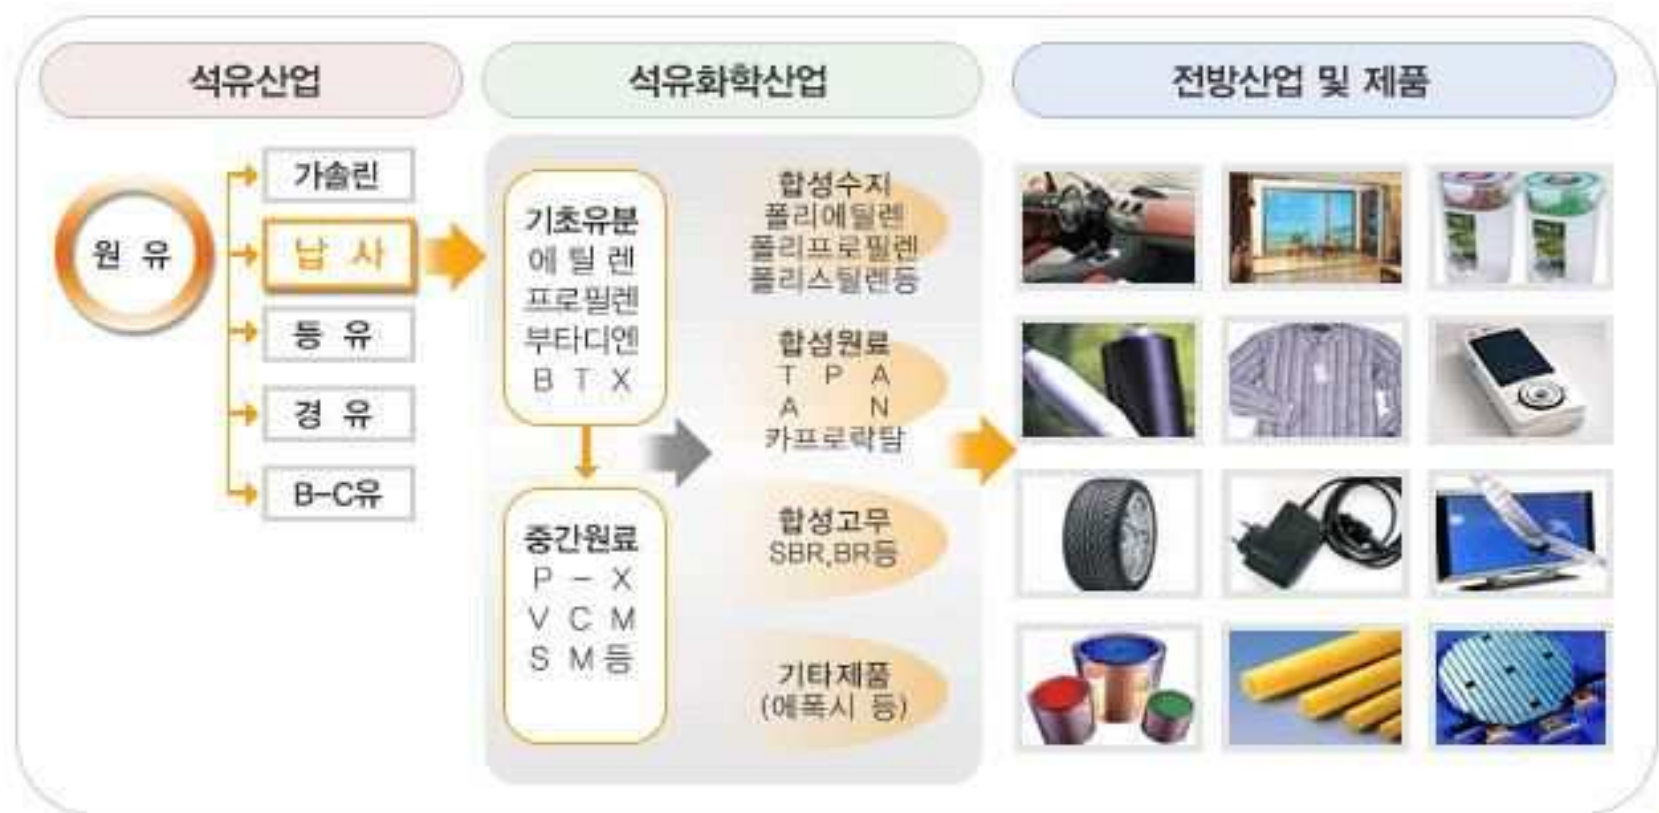 석유산업
석유화학산업
전방산업 및 제품
원 유
가솔린
납 사
등 유
경 유
B-C유
기초유분
에 틸 렌
프로필렌
부타디엔
B T X
중간원료
P - X
V C M
S M 등
합성수지
폴리에틸렌
폴리프로필렌
폴리스틸렌등
합섬원료
T P A
A N
카프로락탐
합성고무
SBR,BR등
기타제품
(에폭시 등)